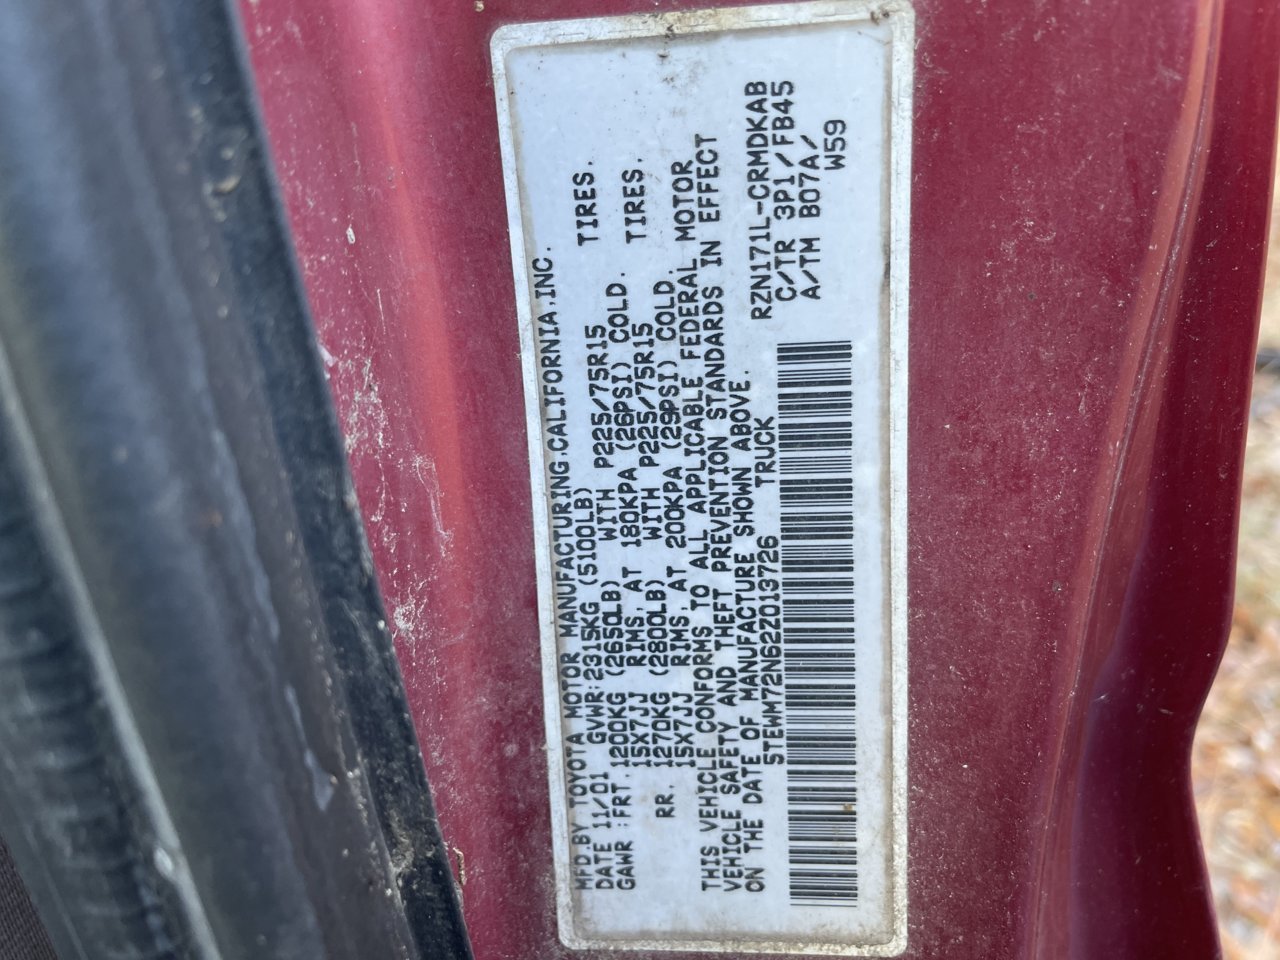 MFD.BY TOYOTA MOTOR MANUFACTURING,CALIFORNIA,INC.
DATE 11/01 GVWR:2315KG (5100LB)
GAWR:FRT. 1200KG (2650LB) WITH P225/75R15 TIRES.
15X7JJ RIMS, AT 180KPA (26PSI) COLD.
RR. 1270KG (2800LB) WITH P225/75R15 TIRES.
15X7JJ RIMS, AT 200KPA (29PSI) COLD.
THIS VEHICLE CONFORMS TO ALL APPLICABLE FEDERAL MOTOR
VEHICLE SAFETY AND THEFT PREVENTION STANDARDS IN EFFECT
ON THE DATE OF MANUFACTURE SHOWN ABOVE.
5TEWM72N62Z013726 TRUCK
RZN171L-CRMDKAB
C/TR 3P1/FB45
A/TM B07A/
W59